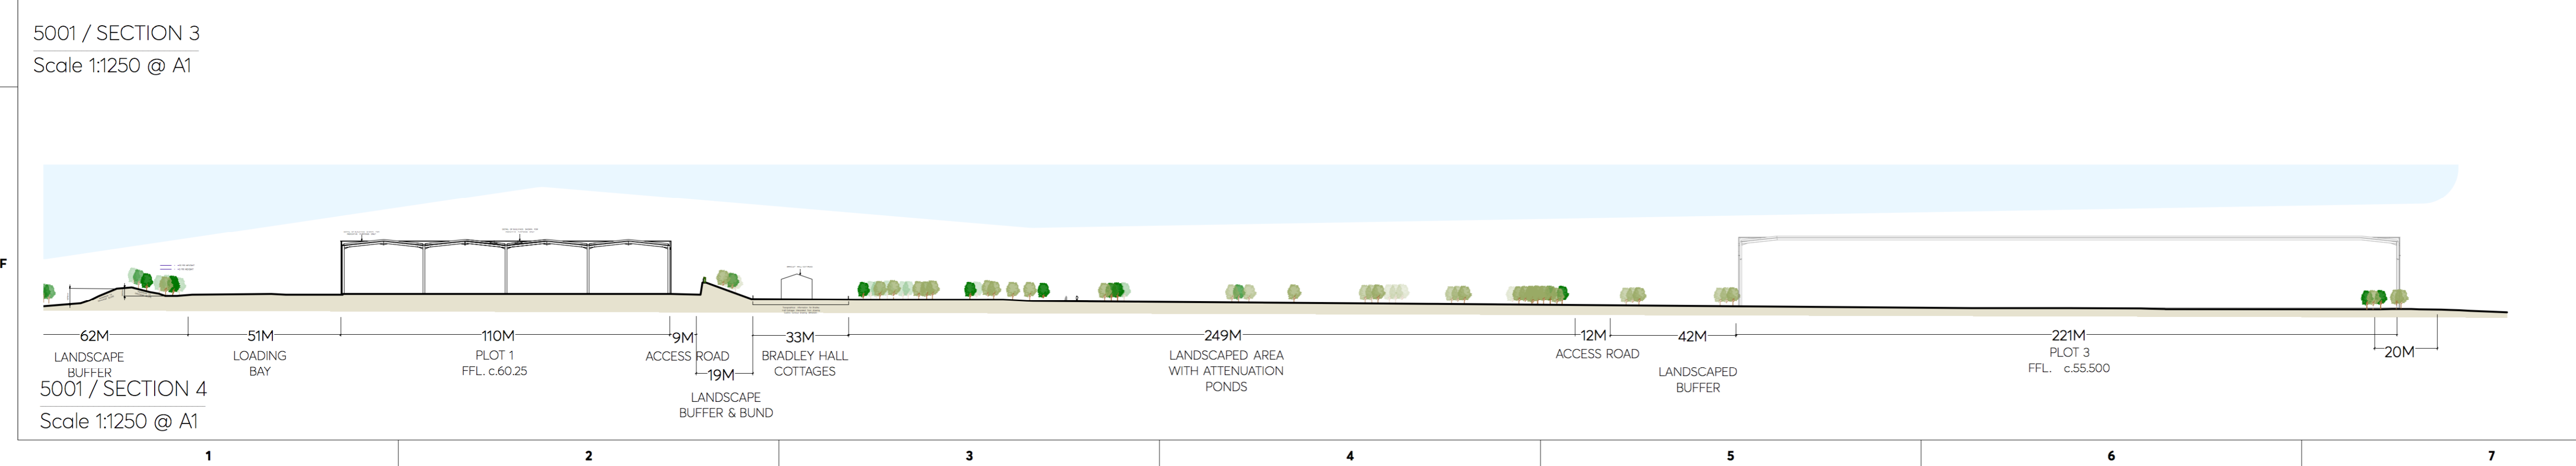 5001 / SECTION 3
Scale 1:1250 @ A1
F
62M
LANDSCAPE
BUFFER
51M
LOADING
BAY
110M
PLOT 1
FFL. c.60.25
9M
ACCESS ROAD
19M
LANDSCAPE
BUFFER & BUND
33M
BRADLEY HALL
COTTAGES
249M
LANDSCAPED AREA
WITH ATTENUATION
PONDS
12M
ACCESS ROAD
42M
LANDSCAPED
BUFFER
221M
PLOT 3
FFL. c.55.500
20M
5001 / SECTION 4
Scale 1:1250 @ A1
1
2
3
4
5
6
7